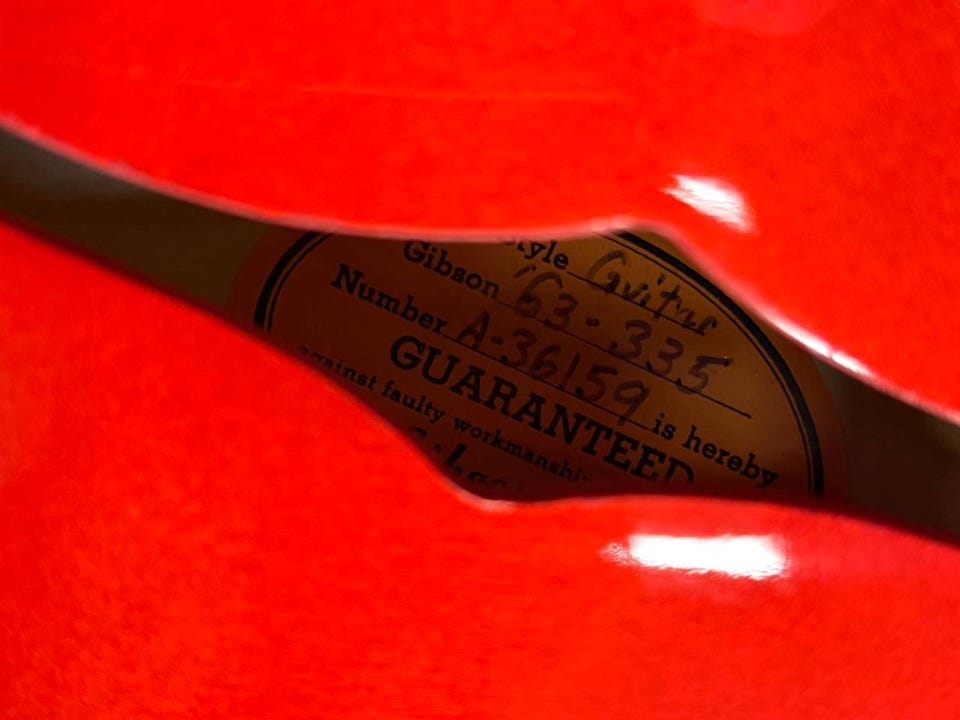 Style Guitar
Gibson '63-335
Number A-36159 is hereby
GUARANTEED
against faulty workmanship